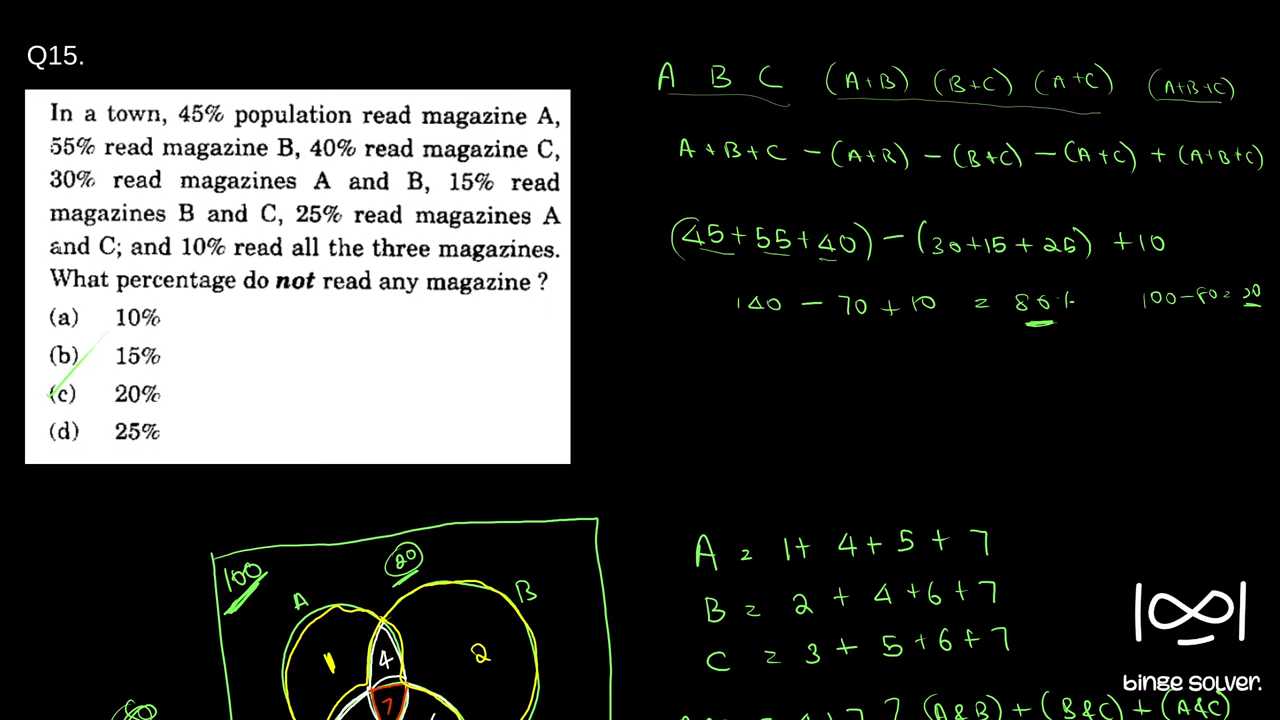 Q15.
In a town, 45% population read magazine A,
55% read magazine B, 40% read magazine C,
30% read magazines A and B, 15% read
magazines B and C, 25% read magazines A
and C; and 10% read all the three magazines.
What percentage do not read any magazine ?
(a) 10%
(b) 15%
(c) 20%
(d) 25%
A B C (A+B) (B+C) (A+C) (A+B+C)
A+B+C - (A+B) - (B+C) - (A+C) + (A+B+C)
(45+55+40) - (30+15+25) + 10
140 - 70 + 10 = 80% 100-80=20
100
20
A
B
1
4
2
7
80
A = 1+ 4+ 5 + 7
B = 2 + 4+6+7
C = 3 + 5+6+7
(A&B) + (B&C) + (A&C)
binge solver.